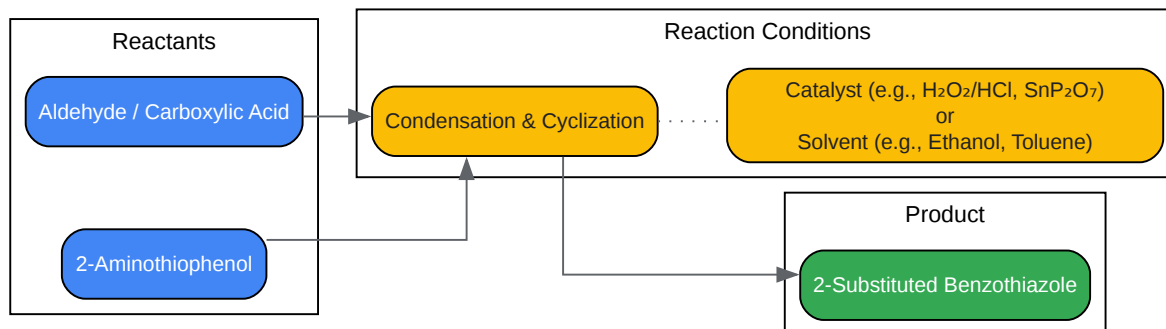 Reactants
Aldehyde / Carboxylic Acid
2-Aminothiophenol
Reaction Conditions
Condensation & Cyclization
Catalyst (e.g., H₂O₂/HCl, SnP₂O₇)
or
Solvent (e.g., Ethanol, Toluene)
Product
2-Substituted Benzothiazole